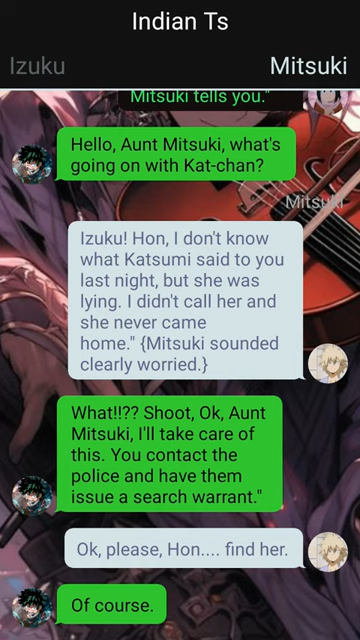 Indian Ts
Izuku
Mitsuki
Mitsuki tells you."
Hello, Aunt Mitsuki, what's
going on with Kat-chan?
Mitsuki
Izuku! Hon, I don't know
what Katsumi said to you
last night, but she was
lying. I didn't call her and
she never came
home." {Mitsuki sounded
clearly worried.}
What!!?? Shoot, Ok, Aunt
Mitsuki, I'll take care of
this. You contact the
police and have them
issue a search warrant."
Ok, please, Hon.... find her.
Of course.